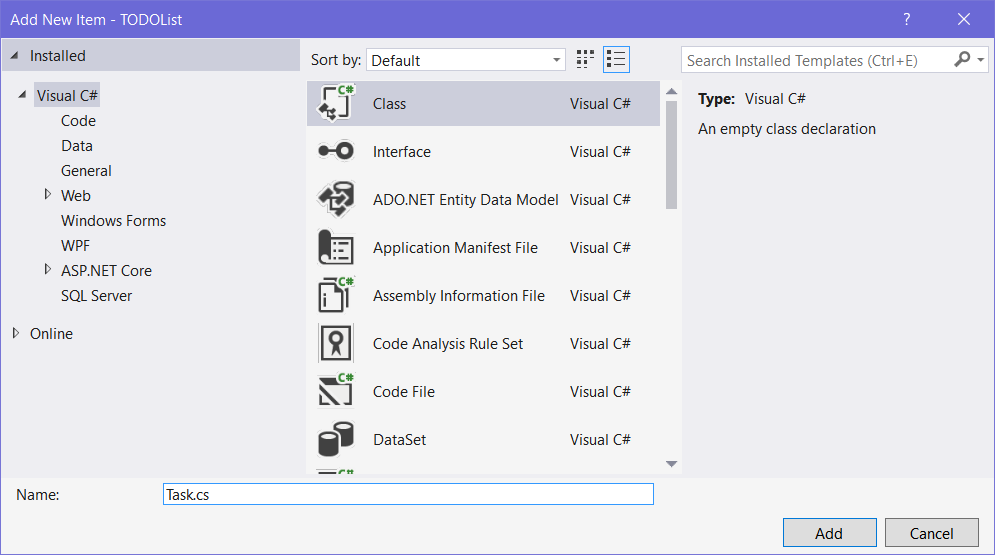 Add New Item - TODOList
?
Installed
Visual C#
Code
Data
General
Web
Windows Forms
WPF
ASP.NET Core
SQL Server
Online
Sort by: Default
C# Class Visual C#
Interface Visual C#
ADO.NET Entity Data Model Visual C#
Application Manifest File Visual C#
C# Assembly Information File Visual C#
Code Analysis Rule Set Visual C#
C# Code File Visual C#
DataSet Visual C#
C#
Search Installed Templates (Ctrl+E)
Type: Visual C#
An empty class declaration
Name: Task.cs
Add Cancel